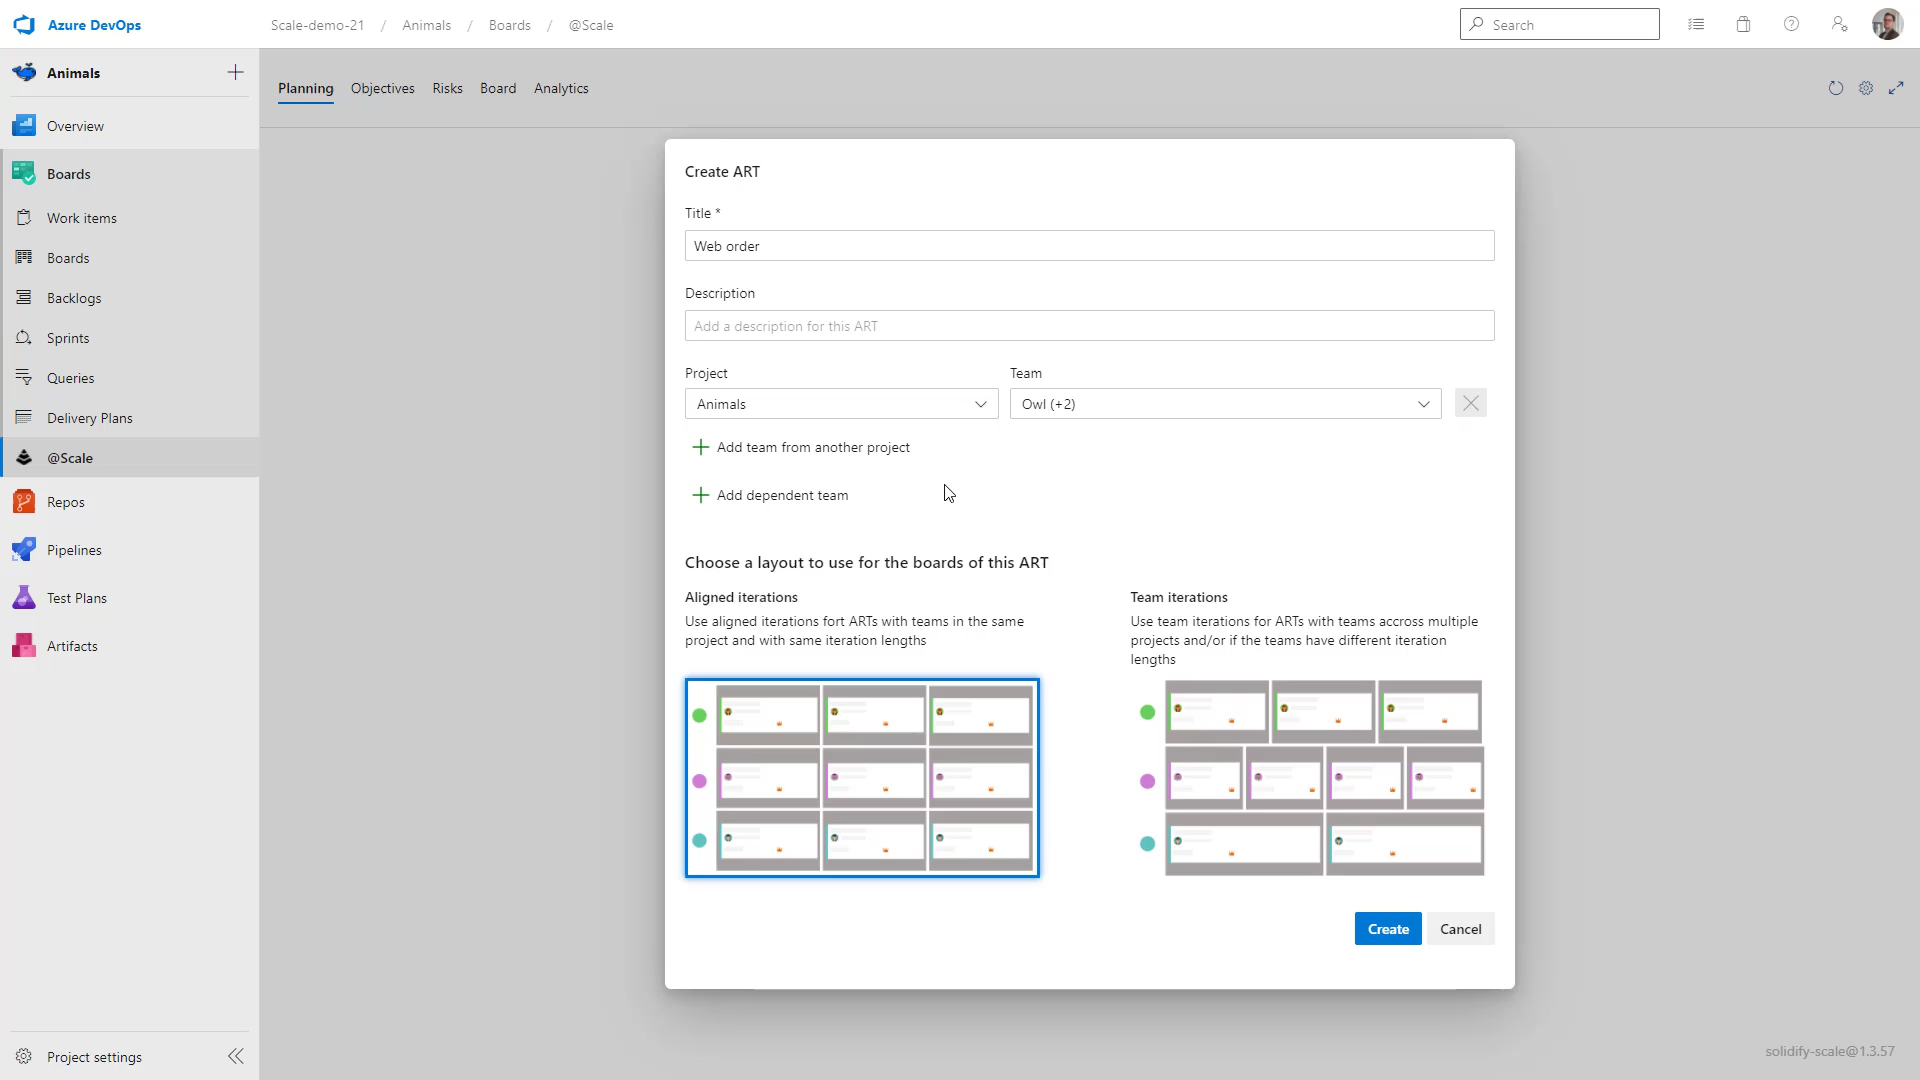 Azure DevOps
Scale-demo-21 / Animals / Boards / @Scale
Search
Animals
Overview
Boards
Work items
Boards
Backlogs
Sprints
Queries
Delivery Plans
@Scale
Repos
Pipelines
Test Plans
Artifacts
Project settings
Planning Objectives Risks Board Analytics
Create ART
Title *
Web order
Description
Add a description for this ART
Project Team
Animals Owl (+2)
Add team from another project
Add dependent team
Choose a layout to use for the boards of this ART
Aligned iterations
Use aligned iterations fort ARTs with teams in the same
project and with same iteration lengths
Team iterations
Use team iterations for ARTs with teams accross multiple
projects and/or if the teams have different iteration
lengths
Create Cancel
solidify-scale@1.3.57